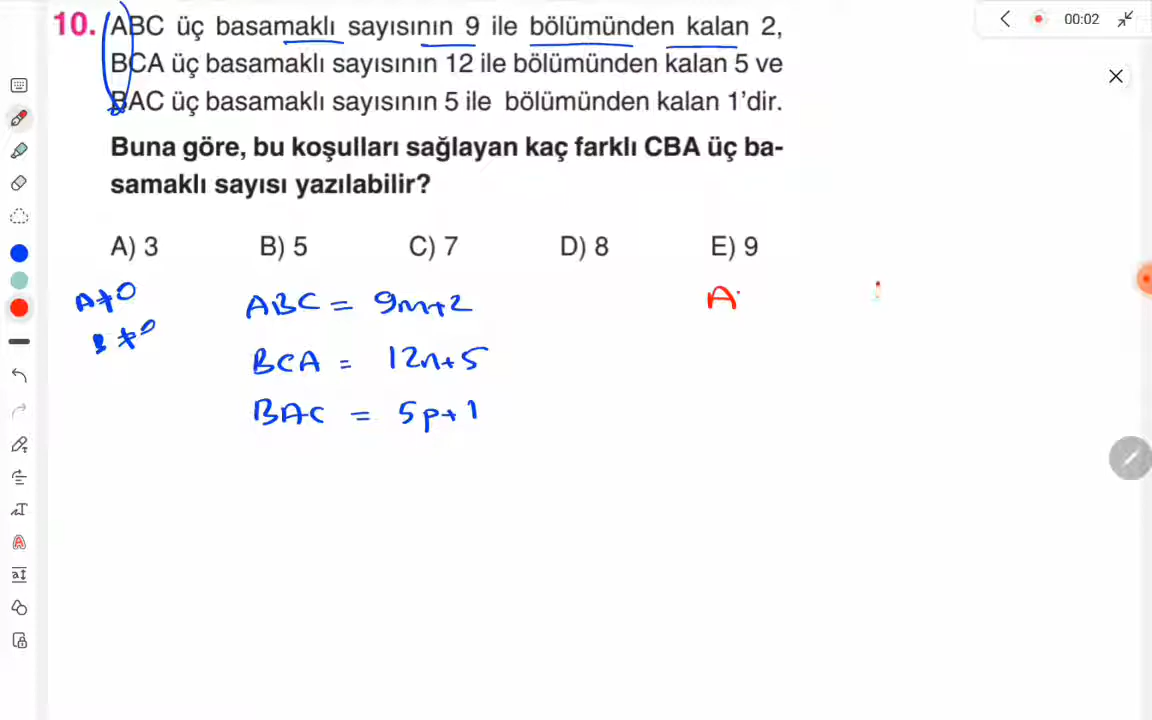 00:02
10. ABC üç basamaklı sayısının 9 ile bölümünden kalan 2,
BCA üç basamaklı sayısının 12 ile bölümünden kalan 5 ve
BAC üç basamaklı sayısının 5 ile bölümünden kalan 1'dir.
Buna göre, bu koşulları sağlayan kaç farklı CBA üç ba-
samaklı sayısı yazılabilir?
A) 3 B) 5 C) 7 D) 8 E) 9
A≠0
B≠0
ABC = 9m+2
BCA = 12n+5
BAC = 5p+1
A